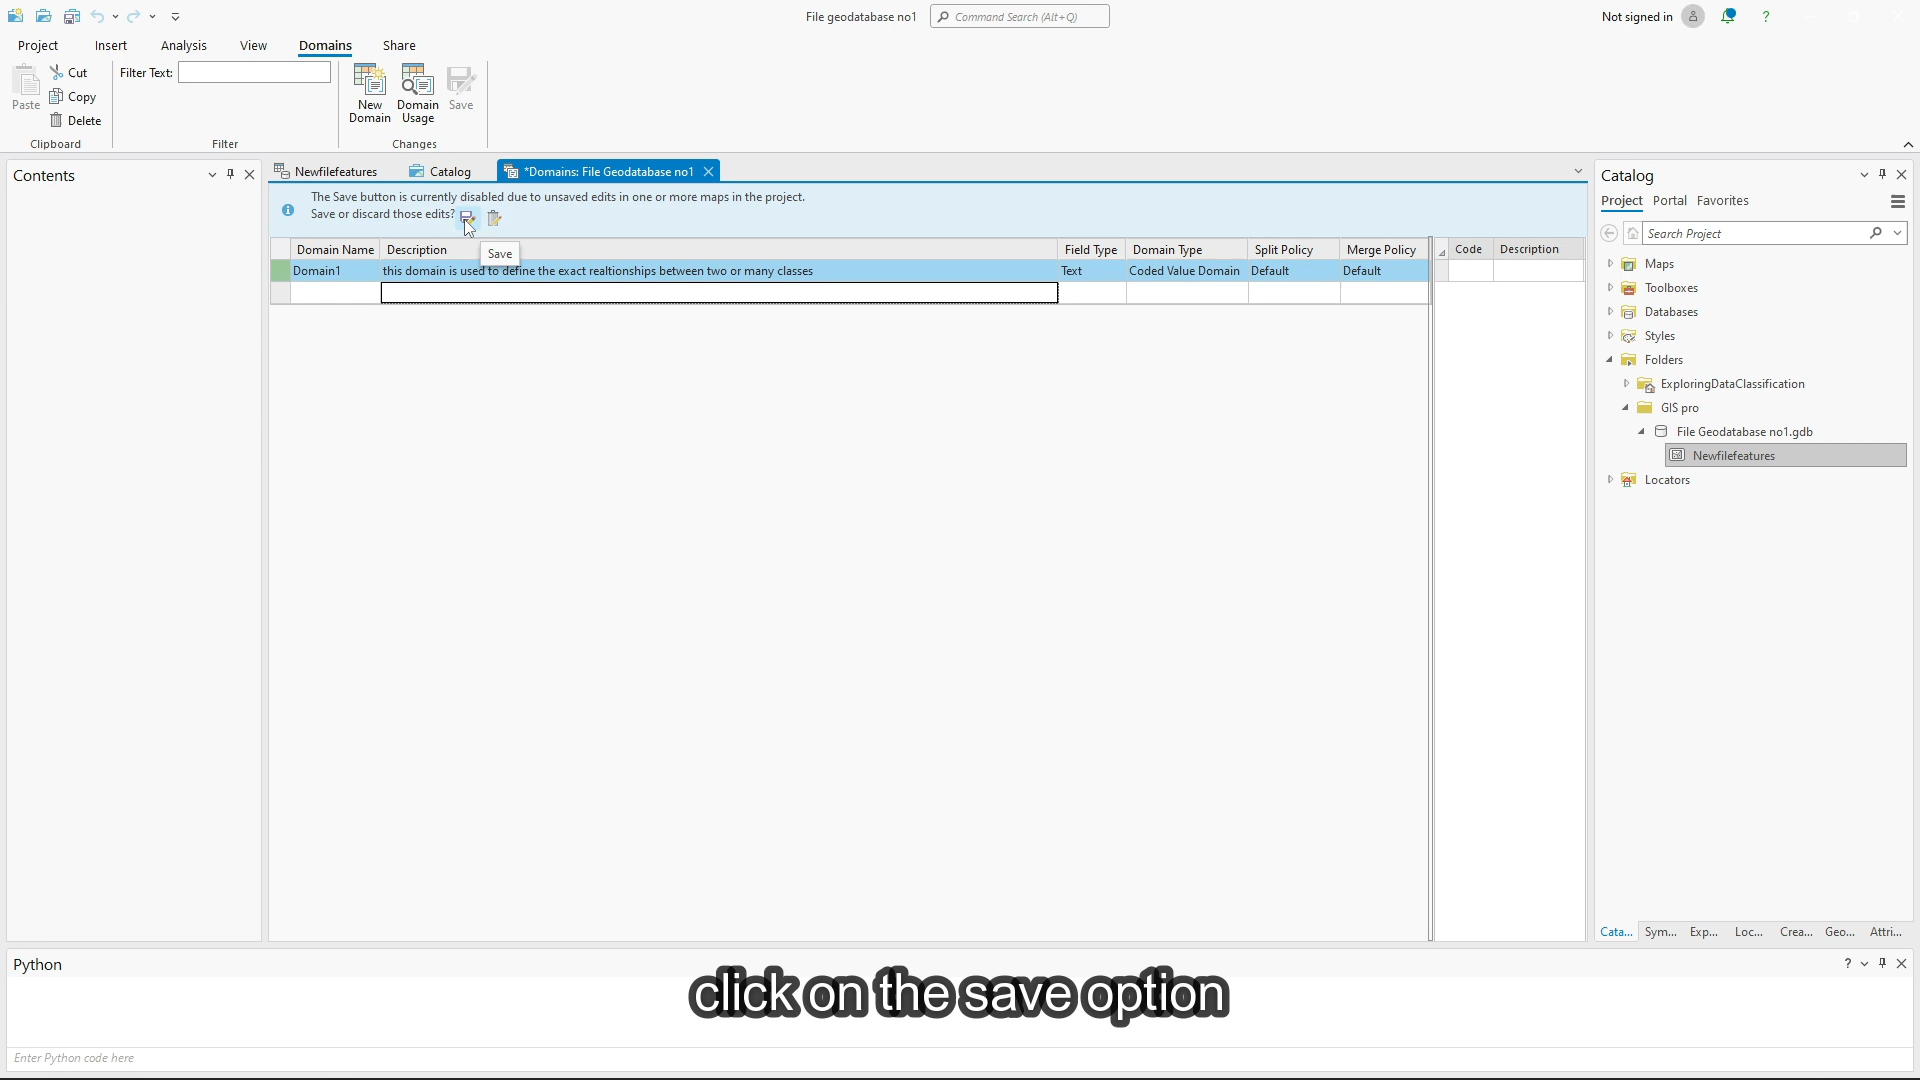 File geodatabase no1
Command Search (Alt+Q)
Not signed in
?
Project
Insert
Analysis
View
Domains
Share
Paste
Cut
Copy
Delete
Clipboard
Filter Text:
Filter
New Domain
Domain Usage
Save
Changes
Contents
Newfilefeatures
Catalog
*Domains: File Geodatabase no1
The Save button is currently disabled due to unsaved edits in one or more maps in the project.
Save or discard those edits?
Save
Domain Name
Description
Field Type
Domain Type
Split Policy
Merge Policy
Domain1
this domain is used to define the exact realtionships between two or many classes
Text
Coded Value Domain
Default
Default
Code
Description
Catalog
Project
Portal
Favorites
Search Project
Maps
Toolboxes
Databases
Styles
Folders
ExploringDataClassification
GIS pro
File Geodatabase no1.gdb
Newfilefeatures
Locators
Cata...
Sym...
Exp...
Loc...
Crea...
Geo...
Attri...
Python
?
click on the save option
Enter Python code here